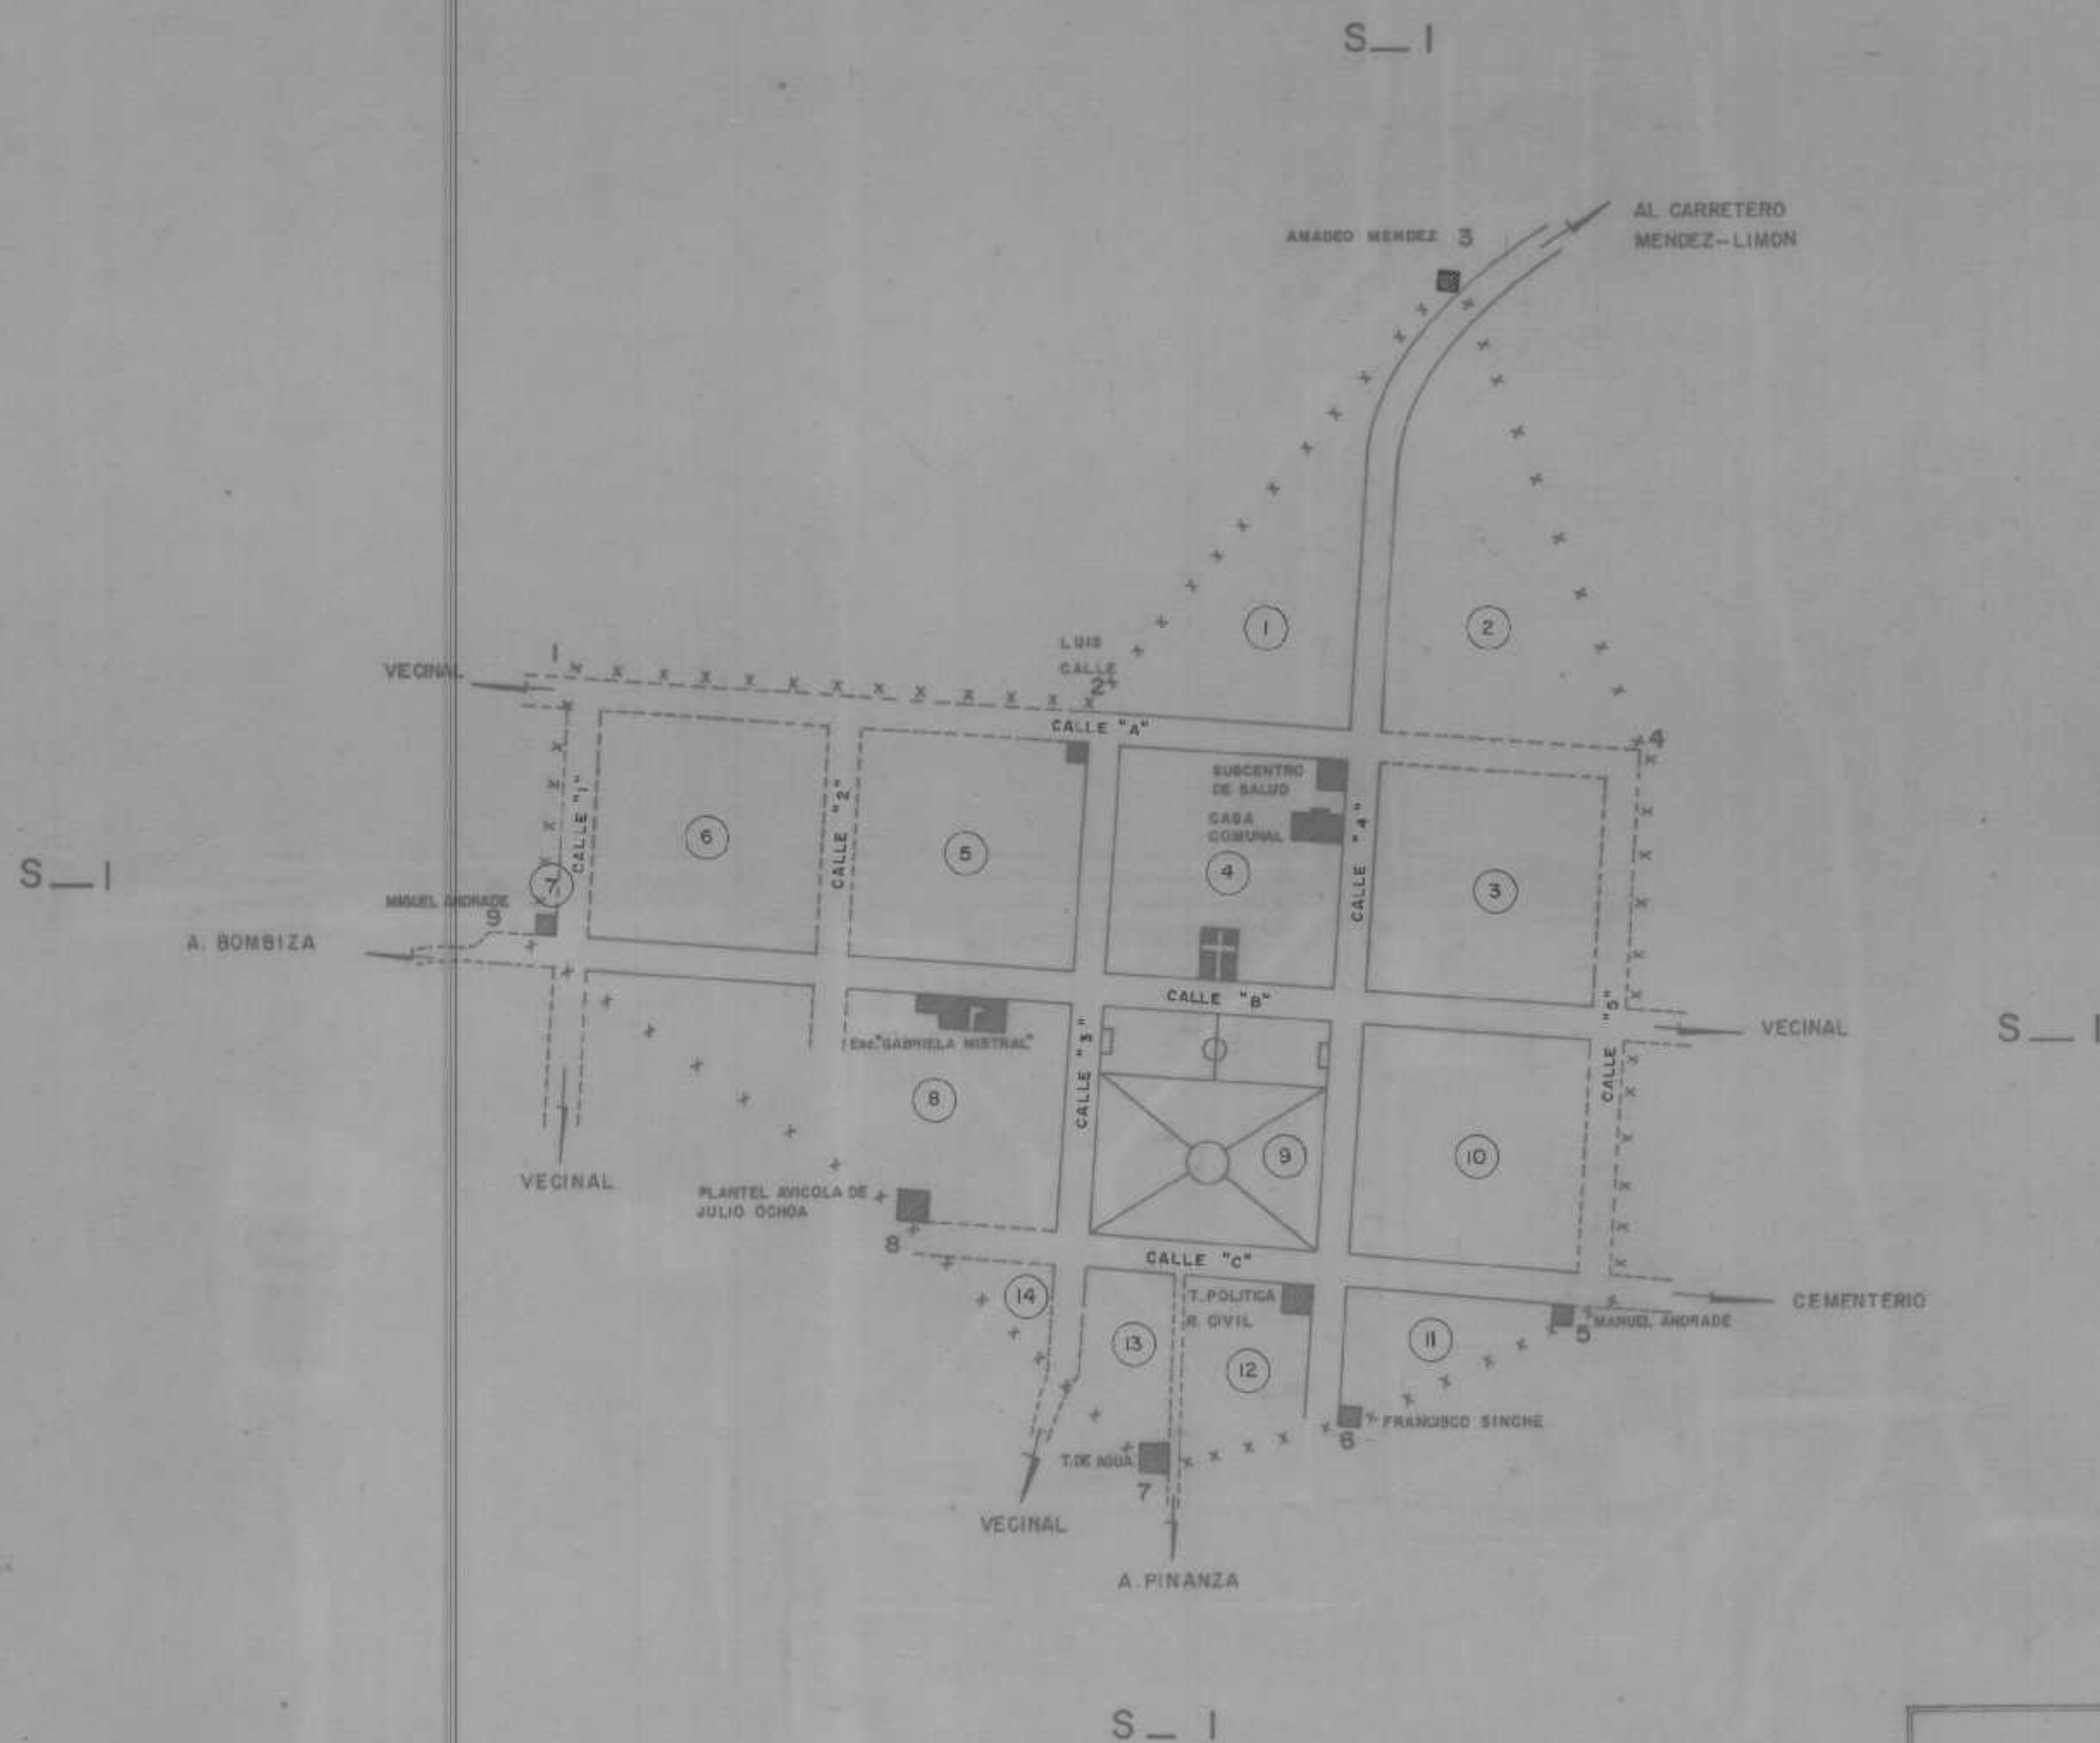 S_I
AL CARRETERO
MENDEZ-LIMON
AMADEO MENDEZ 3
1
2
LUIS
CALLE
2
1
VECINAL
CALLE "A"
4
SUBCENTRO
DE SALUD
CASA
COMUNAL
CALLE "1"
CALLE "2"
CALLE "4"
6
5
4
3
S_I
7
MIGUEL ANDRADE
9
A. BOMBIZA
CALLE "B"
CALLE "5"
VECINAL
S_I
Esc. "GABRIELA MISTRAL"
CALLE "3"
8
9
10
VECINAL
PLANTEL AVICOLA DE
JULIO OCHOA
8
CALLE "C"
14
T. POLITICA
R. CIVIL
CEMENTERIO
MANUEL ANDRADE
5
13
12
11
FRANCISCO SINCHE
6
T. DE AGUA
7
VECINAL
A PINANZA
S_I